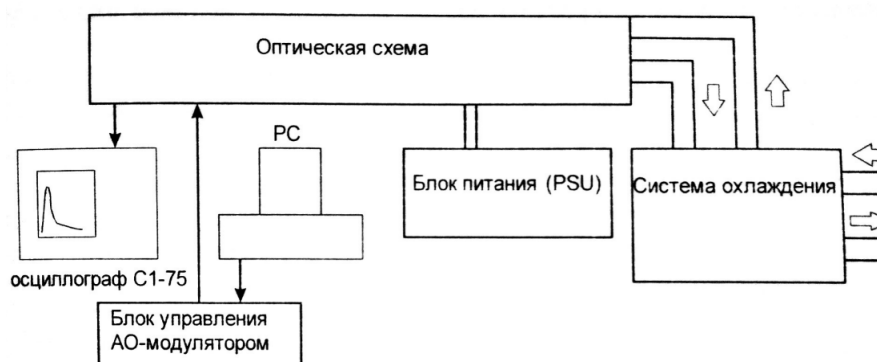 Оптическая схема
PC
Блок питания (PSU)
Система охлаждения
осциллограф С1-75
Блок управления
АО-модулятором